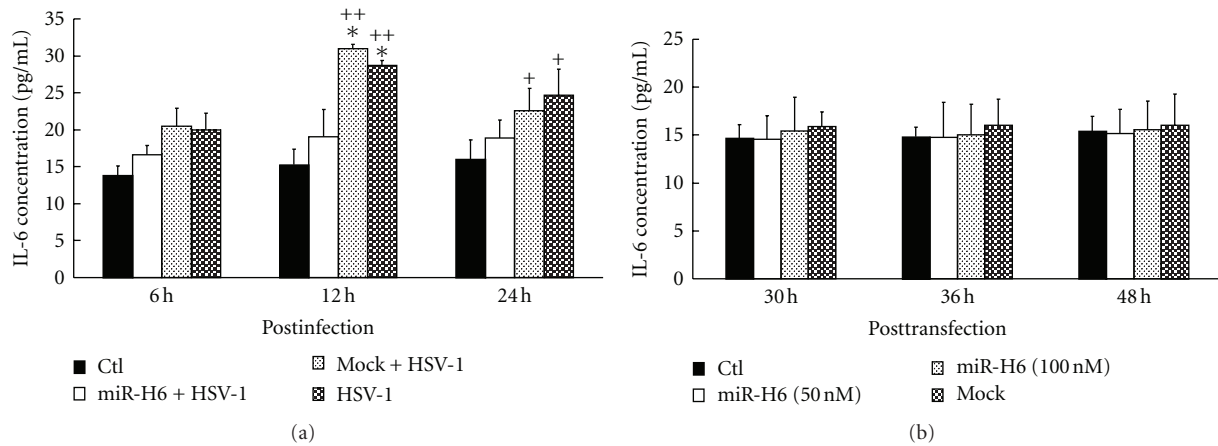 IL-6 concentration (pg/mL)
40
35
30
25
20
15
10
5
0
++
*
++
*
+
+
6 h
12 h
24 h
Postinfection
Ctl
miR-H6 + HSV-1
Mock + HSV-1
HSV-1
(a)
IL-6 concentration (pg/mL)
25
20
15
10
5
0
30 h
36 h
48 h
Posttransfection
Ctl
miR-H6 (50 nM)
miR-H6 (100 nM)
Mock
(b)